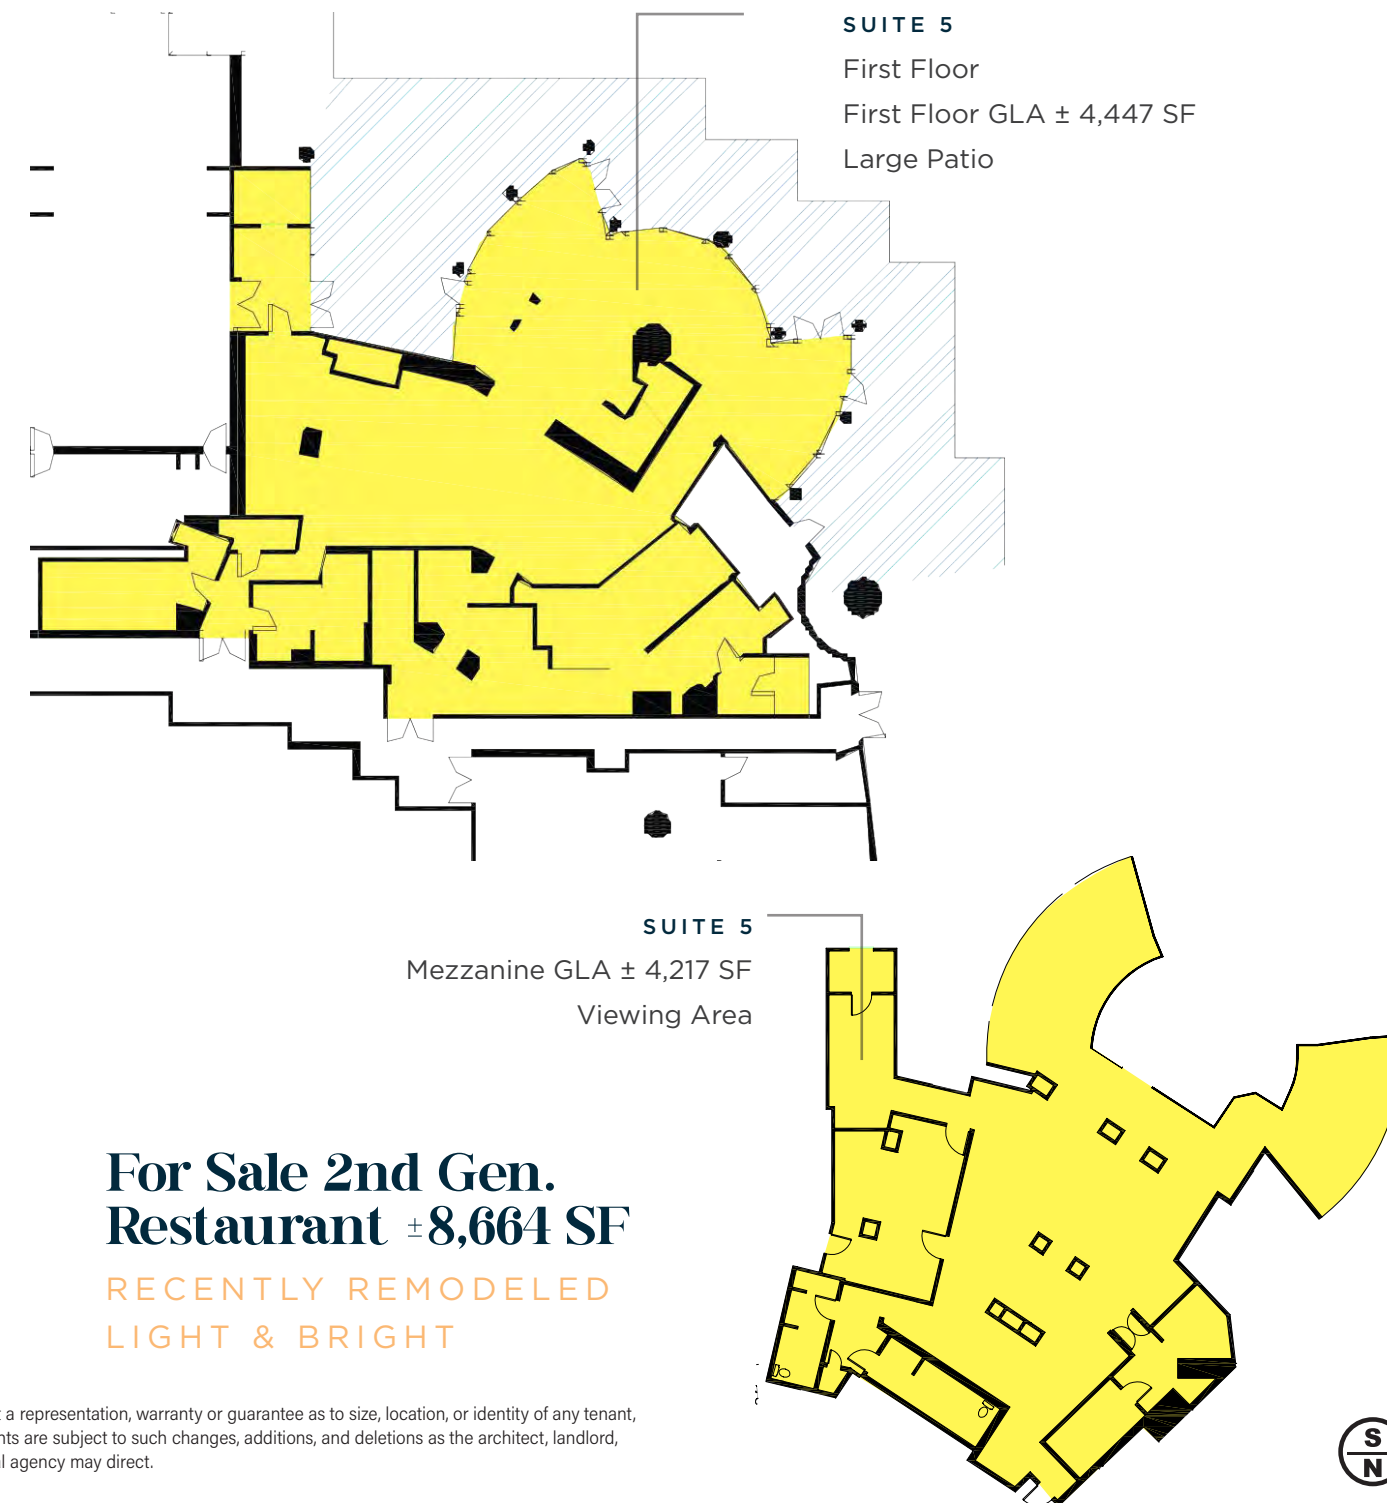 SUITE 5
First Floor
First Floor GLA ± 4,447 SF
Large Patio
SUITE 5
Mezzanine GLA ± 4,217 SF
Viewing Area
For Sale 2nd Gen.
Restaurant ±8,664 SF
RECENTLY REMODELED
LIGHT & BRIGHT
a representation, warranty or guarantee as to size, location, or identity of any tenant,
are subject to such changes, additions, and deletions as the architect, landlord,
agency may direct.
S
N